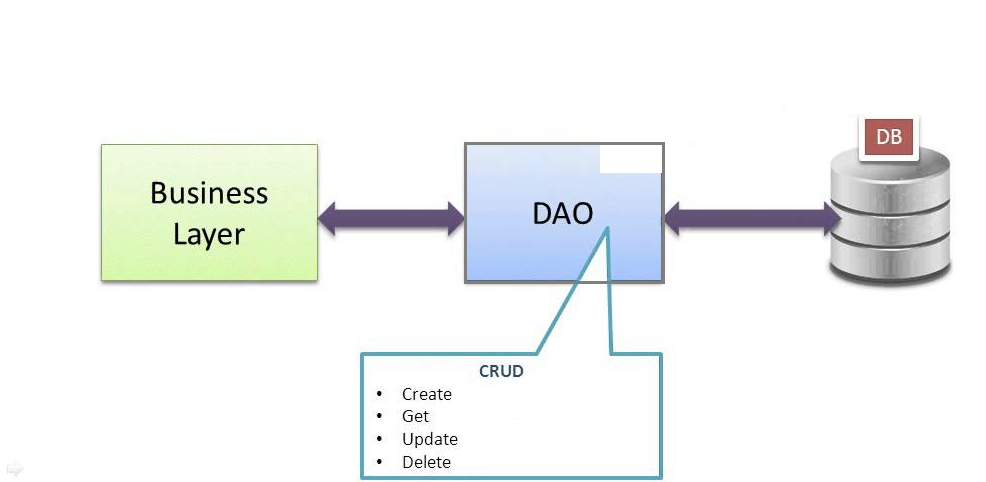 Business
Layer
DAO
DB
CRUD
• Create
• Get
• Update
• Delete